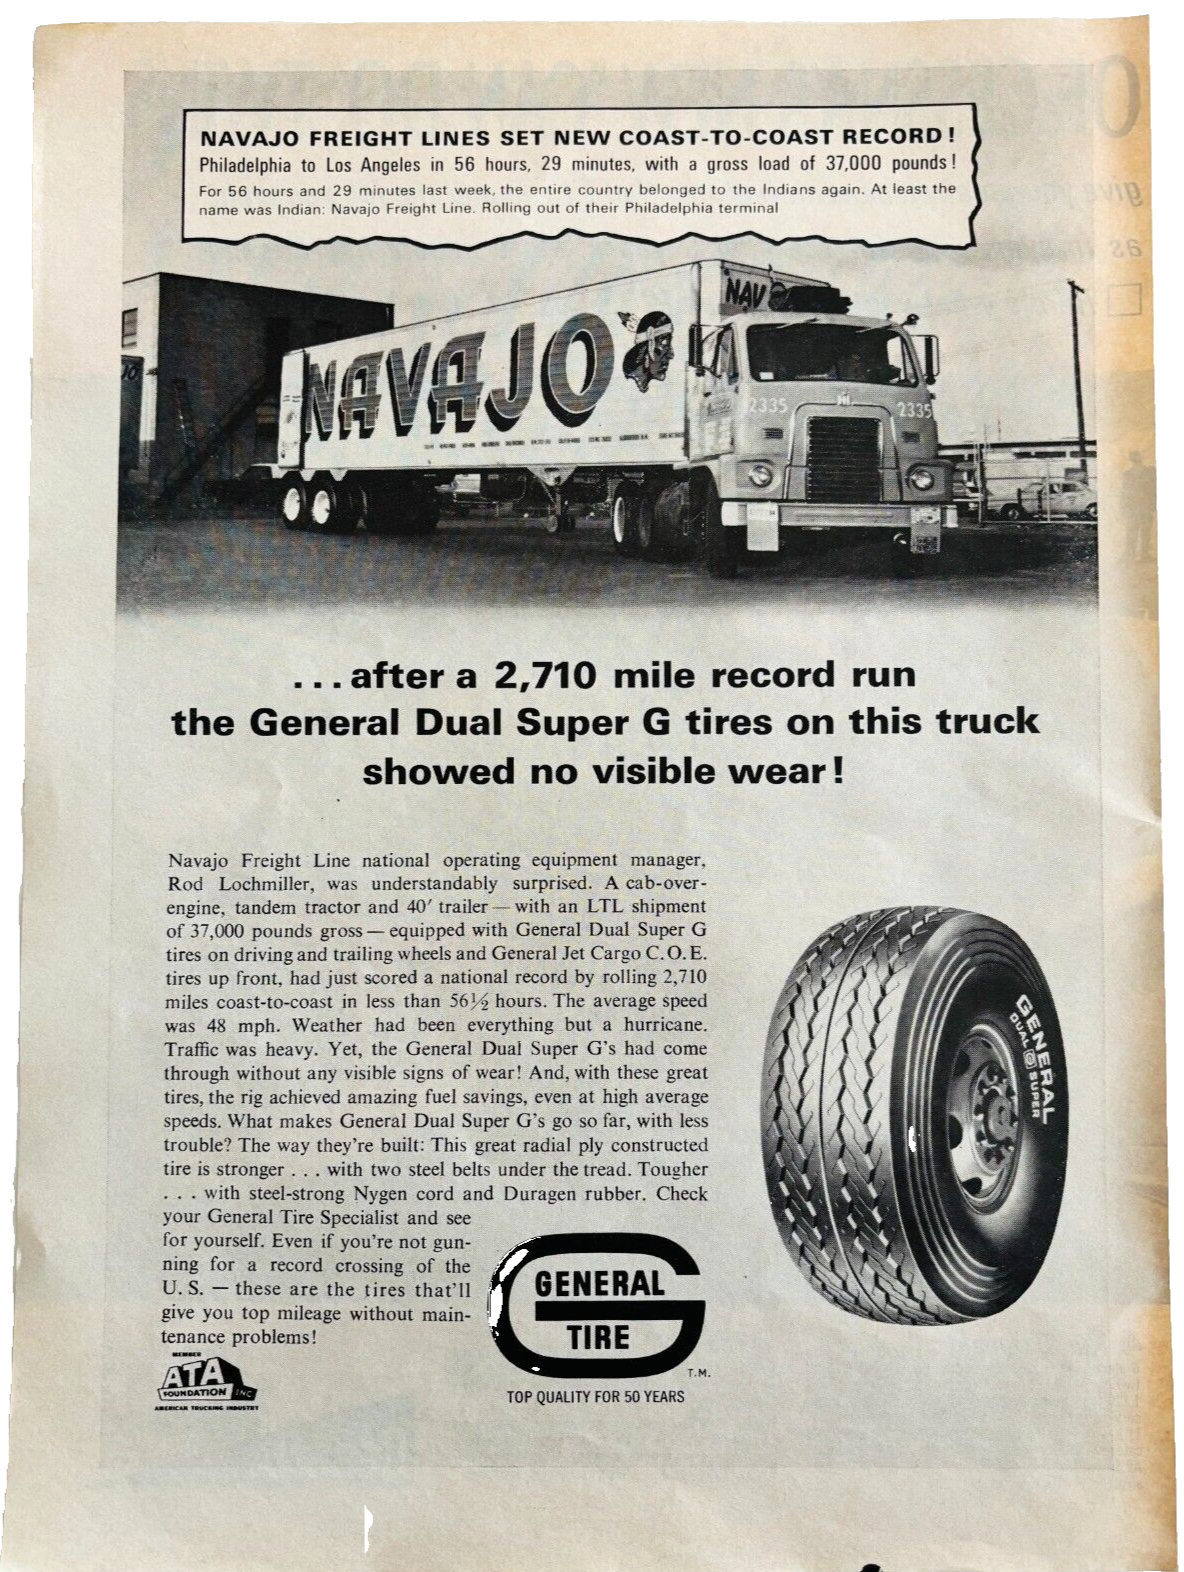 NAVAJO FREIGHT LINES SET NEW COAST-TO-COAST RECORD!
Philadelphia to Los Angeles in 56 hours, 29 minutes, with a gross load of 37,000 pounds!
For 56 hours and 29 minutes last week, the entire country belonged to the Indians again. At least the
name was Indian: Navajo Freight Line. Rolling out of their Philadelphia terminal
NAV
NAVAJO
2335
2335
...after a 2,710 mile record run
the General Dual Super G tires on this truck
showed no visible wear!
Navajo Freight Line national operating equipment manager,
Rod Lochmiller, was understandably surprised. A cab-over-
engine, tandem tractor and 40′ trailer — with an LTL shipment
of 37,000 pounds gross — equipped with General Dual Super G
tires on driving and trailing wheels and General Jet Cargo C.O.E.
tires up front, had just scored a national record by rolling 2,710
miles coast-to-coast in less than 56½ hours. The average speed
was 48 mph. Weather had been everything but a hurricane.
Traffic was heavy. Yet, the General Dual Super G's had come
through without any visible signs of wear! And, with these great
tires, the rig achieved amazing fuel savings, even at high average
speeds. What makes General Dual Super G's go so far, with less
trouble? The way they're built: This great radial ply constructed
tire is stronger . . . with two steel belts under the tread. Tougher
. . . with steel-strong Nygen cord and Duragen rubber. Check
your General Tire Specialist and see
for yourself. Even if you're not gun-
ning for a record crossing of the
U. S. — these are the tires that'll
give you top mileage without main-
tenance problems!
GENERAL
DUAL G SUPER
GENERAL
TIRE
T.M.
TOP QUALITY FOR 50 YEARS
MEMBER
ATA
FOUNDATION INC
AMERICAN TRUCKING INDUSTRY